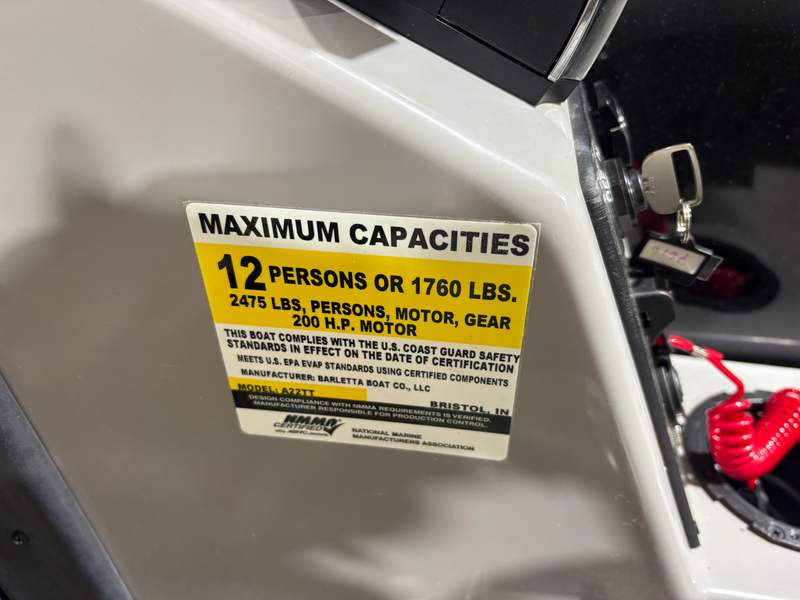 MAXIMUM CAPACITIES
12 PERSONS OR 1760 LBS.
2475 LBS, PERSONS, MOTOR, GEAR
200 H.P. MOTOR
THIS BOAT COMPLIES WITH THE U.S. COAST GUARD SAFETY
STANDARDS IN EFFECT ON THE DATE OF CERTIFICATION
MEETS U.S. EPA EVAP STANDARDS USING CERTIFIED COMPONENTS
MANUFACTURER: BARLETTA BOAT CO., LLC
MODEL: A22TT
BRISTOL, IN
DESIGN COMPLIANCE WITH NMMA REQUIREMENTS IS VERIFIED.
MANUFACTURER RESPONSIBLE FOR PRODUCTION CONTROL.
NMMA
CERTIFIED
NATIONAL MARINE
MANUFACTURERS ASSOCIATION